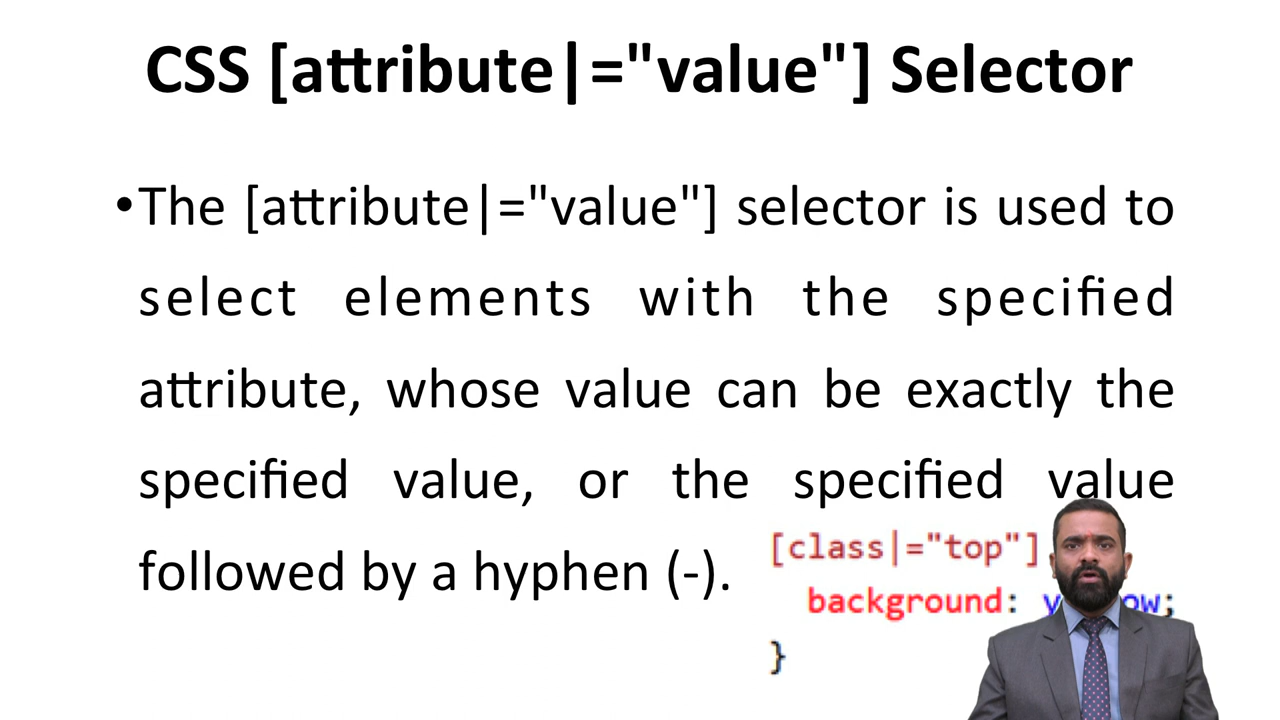 CSS [attribute|="value"] Selector
•The [attribute|="value"] selector is used to
select elements with the specified
attribute, whose value can be exactly the
specified value, or the specified value
followed by a hyphen (-).
[class|="top"]
background:
}